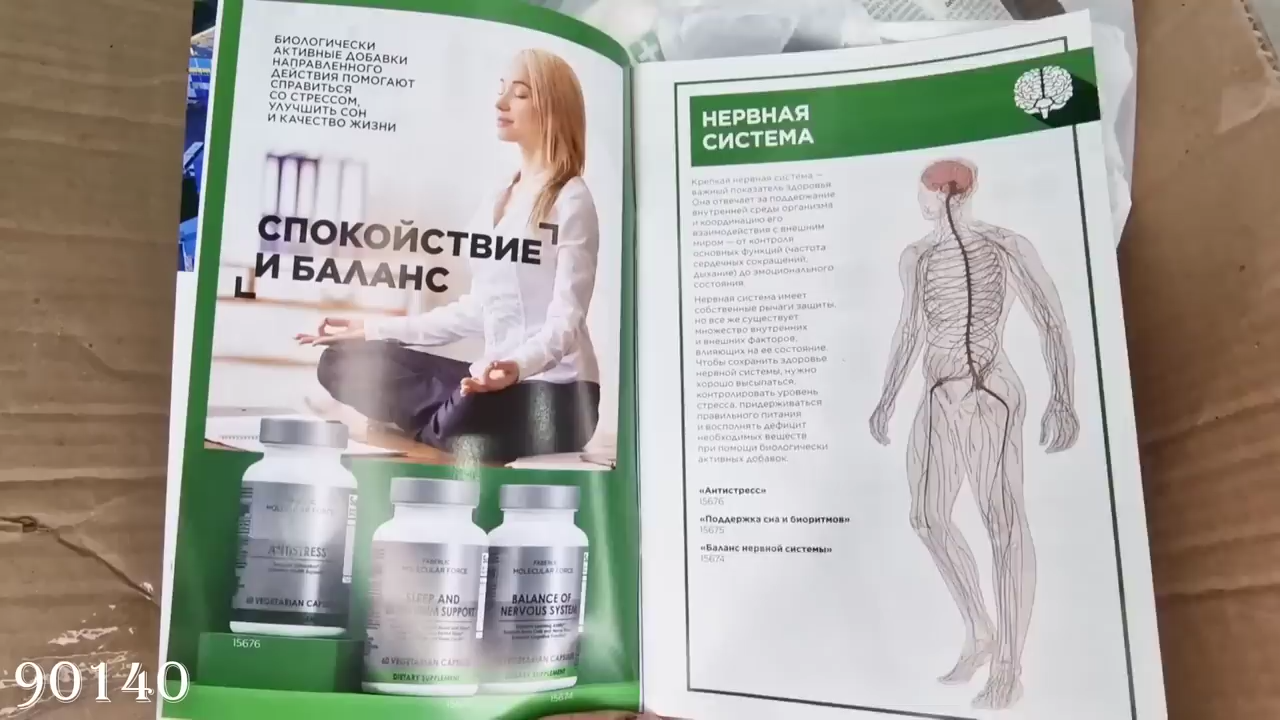 БИОЛОГИЧЕСКИ
АКТИВНЫЕ ДОБАВКИ
НАПРАВЛЕННОГО
ДЕЙСТВИЯ ПОМОГАЮТ
СПРАВИТЬСЯ
СО СТРЕССОМ,
УЛУЧШИТЬ СОН
И КАЧЕСТВО ЖИЗНИ
СПОКОЙСТВИЕ
И БАЛАНС
MOLECULAR FORCE
ANTISTRESS
60 VEGETARIAN
15676
FABERLIC
MOLECULAR FORCE
SLEEP AND
SUPPORT
60 VEGETARIAN CAPSULES
DIETARY SUPPLEMENT
FABERLIC
MOLECULAR FORCE
BALANCE OF
NERVOUS SYSTEM
VEGETARIAN
15674
НЕРВНАЯ
СИСТЕМА
Крепкая нервная система —
важный показатель здоровья.
Она отвечает за поддержание
внутренней среды организма
и координацию его
взаимодействия с внешним
миром — от контроля
основных функций (частота
сердечных сокращений,
дыхание) до эмоционального
состояния.
Нервная система имеет
собственные рычаги защиты,
но все же существует
множество внутренних
и внешних факторов,
влияющих на ее состояние.
Чтобы сохранить здоровье
нервной системы, нужно
хорошо высыпаться,
контролировать уровень
стресса, придерживаться
правильного питания
и восполнять дефицит
необходимых веществ
при помощи биологически
активных добавок.
«Антистресс»
15676
«Поддержка сна и биоритмов»
15675
«Баланс нервной системы»
15674
90140